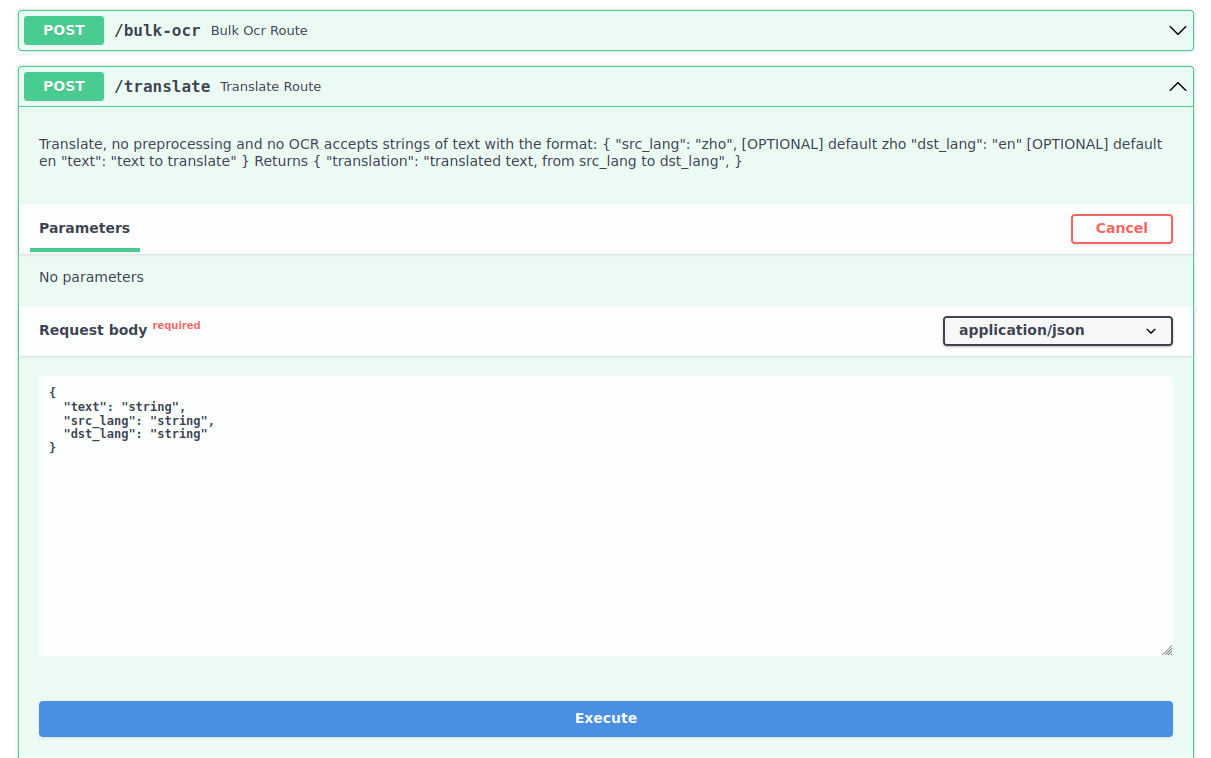 POST /bulk-ocr Bulk Ocr Route
POST /translate Translate Route
Translate, no preprocessing and no OCR accepts strings of text with the format: { "src_lang": "zho", [OPTIONAL] default zho "dst_lang": "en" [OPTIONAL] default
en "text": "text to translate" } Returns { "translation": "translated text, from src_lang to dst_lang", }
Parameters
Cancel
No parameters
Request body required
application/json
{
  "text": "string",
  "src_lang": "string",
  "dst_lang": "string"
}
Execute